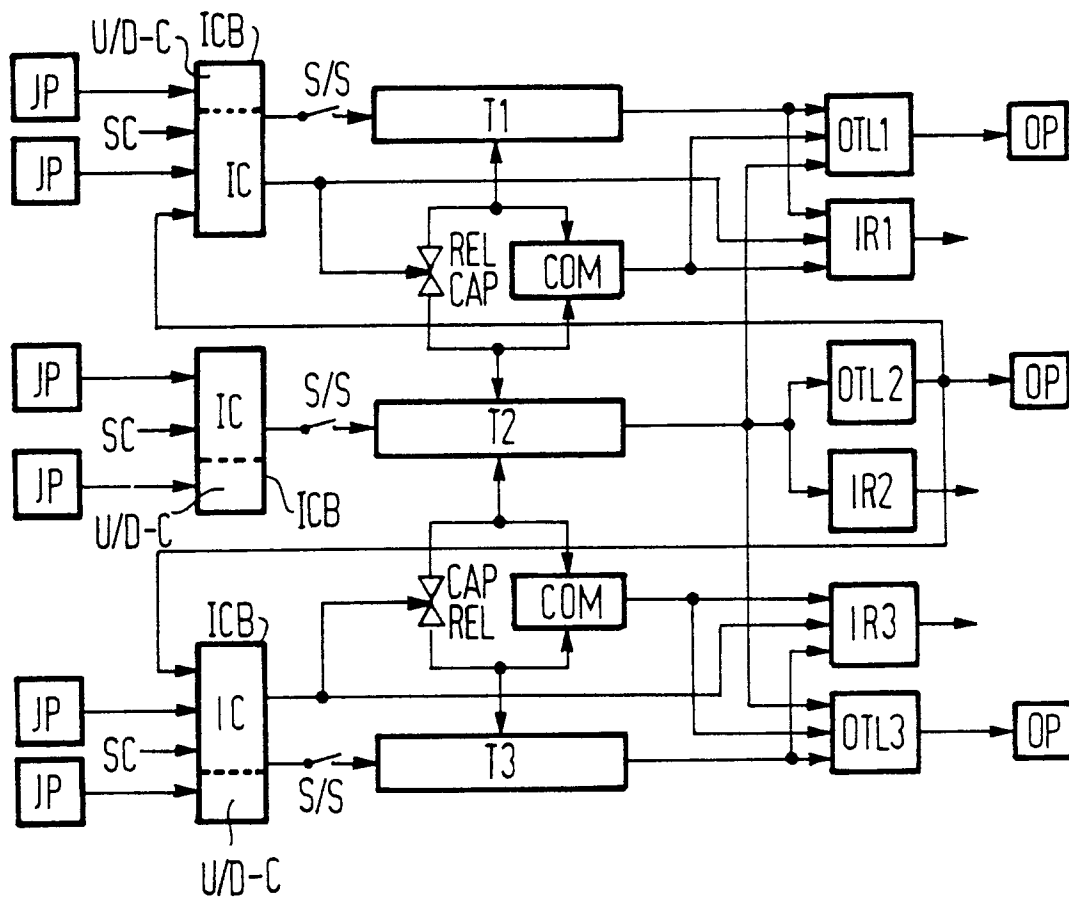 U/D-C
ICB
JP
S/S
T1
OTL1
OP
SC
JP
IC
IR1
REL
CAP
COM
JP
IC
S/S
OTL2
OP
SC
T2
JP
U/D-C
ICB
IR2
CAP
REL
COM
IR3
ICB
JP
IC
SC
OTL3
OP
T3
JP
S/S
U/D-C